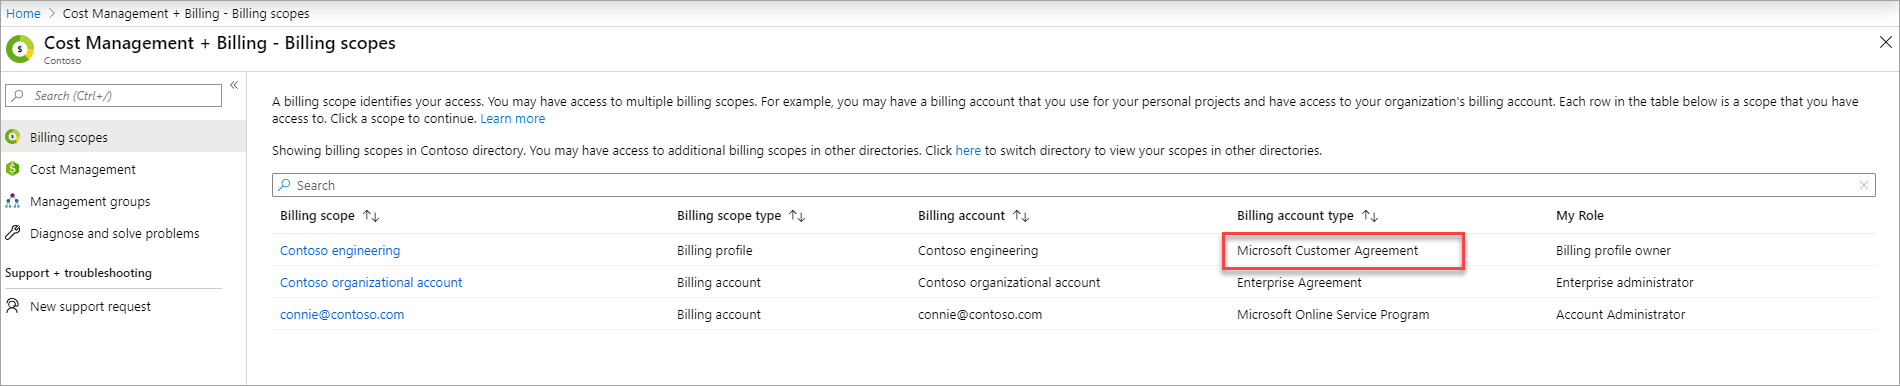 Home > Cost Management + Billing - Billing scopes
Cost Management + Billing - Billing scopes
Contoso
Search (Ctrl+/)
Billing scopes
Cost Management
Management groups
Diagnose and solve problems
Support + troubleshooting
New support request
A billing scope identifies your access. You may have access to multiple billing scopes. For example, you may have a billing account that you use for your personal projects and have access to your organization's billing account. Each row in the table below is a scope that you have
access to. Click a scope to continue. Learn more
Showing billing scopes in Contoso directory. You may have access to additional billing scopes in other directories. Click here to switch directory to view your scopes in other directories.
Search
Billing scope Billing scope type Billing account Billing account type My Role
Contoso engineering Billing profile Contoso engineering Microsoft Customer Agreement Billing profile owner
Contoso organizational account Billing account Contoso organizational account Enterprise Agreement Enterprise administrator
connie@contoso.com Billing account connie@contoso.com Microsoft Online Service Program Account Administrator